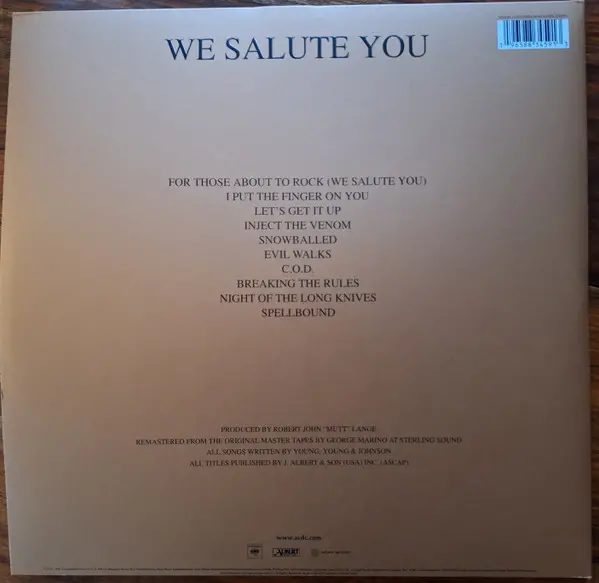 WE SALUTE YOU
FOR THOSE ABOUT TO ROCK (WE SALUTE YOU)
I PUT THE FINGER ON YOU
LET'S GET IT UP
INJECT THE VENOM
SNOWBALLED
EVIL WALKS
C.O.D.
BREAKING THE RULES
NIGHT OF THE LONG KNIVES
SPELLBOUND
PRODUCED BY ROBERT JOHN "MUTT" LANGE
REMASTERED FROM THE ORIGINAL MASTER TAPES BY GEORGE MARINO AT STERLING SOUND
ALL SONGS WRITTEN BY YOUNG, YOUNG & JOHNSON
ALL TITLES PUBLISHED BY J. ALBERT & SON (USA) INC. (ASCAP)
www.acdc.com